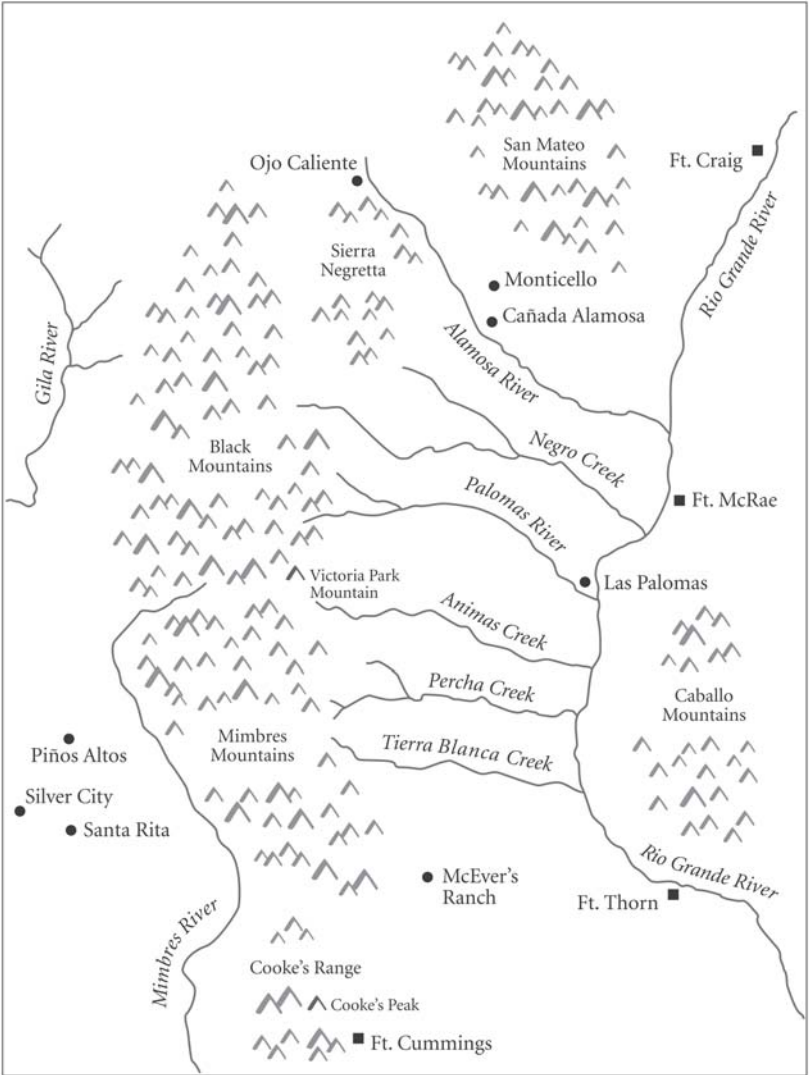 San Mateo
Mountains
Ft. Craig
Ojo Caliente
Rio Grande River
Sierra
Negretta
Monticello
Cañada Alamosa
Gila River
Alamosa River
Negro Creek
Black
Mountains
Palomas River
Ft. McRae
Victoria Park
Mountain
Las Palomas
Animas Creek
Percha Creek
Caballo
Mountains
Mimbres
Mountains
Tierra Blanca Creek
Piños Altos
Silver City
Santa Rita
McEver's
Ranch
Rio Grande River
Ft. Thorn
Mimbres River
Cooke's Range
Cooke's Peak
Ft. Cummings